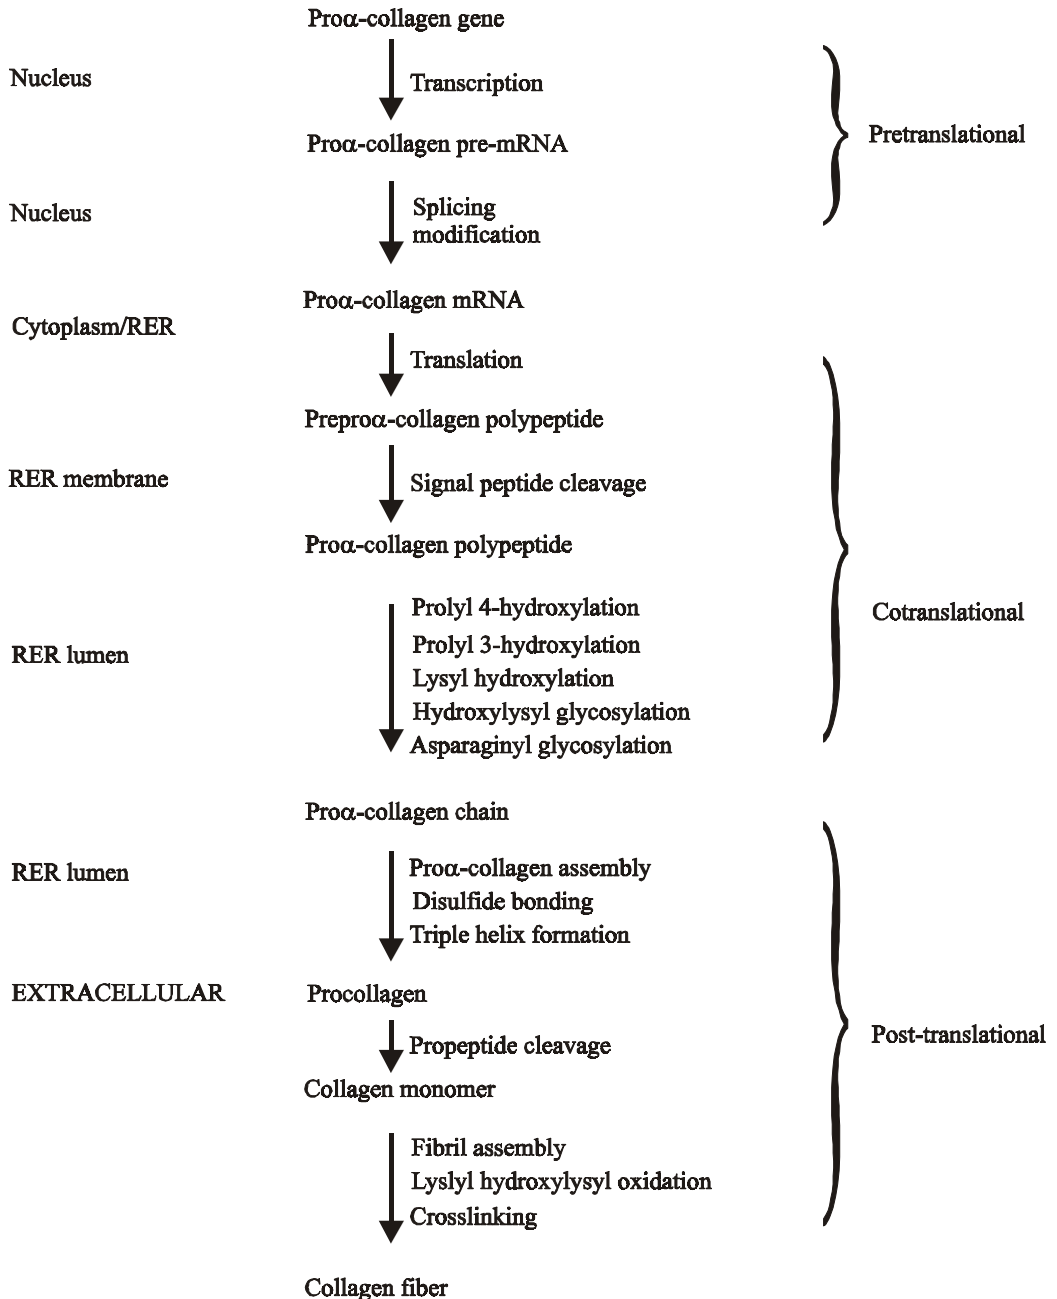 Proα-collagen gene
Nucleus
Transcription
Pretranslational
Proα-collagen pre-mRNA
Nucleus
Splicing
modification
Proα-collagen mRNA
Cytoplasm/RER
Translation
Preproα-collagen polypeptide
RER membrane
Signal peptide cleavage
Proα-collagen polypeptide
Prolyl 4-hydroxylation
Cotranslational
Prolyl 3-hydroxylation
RER lumen
Lysyl hydroxylation
Hydroxylysyl glycosylation
Asparaginyl glycosylation
Proα-collagen chain
RER lumen
Proα-collagen assembly
Disulfide bonding
Triple helix formation
EXTRACELLULAR
Procollagen
Post-translational
Propeptide cleavage
Collagen monomer
Fibril assembly
Lyslyl hydroxylysyl oxidation
Crosslinking
Collagen fiber